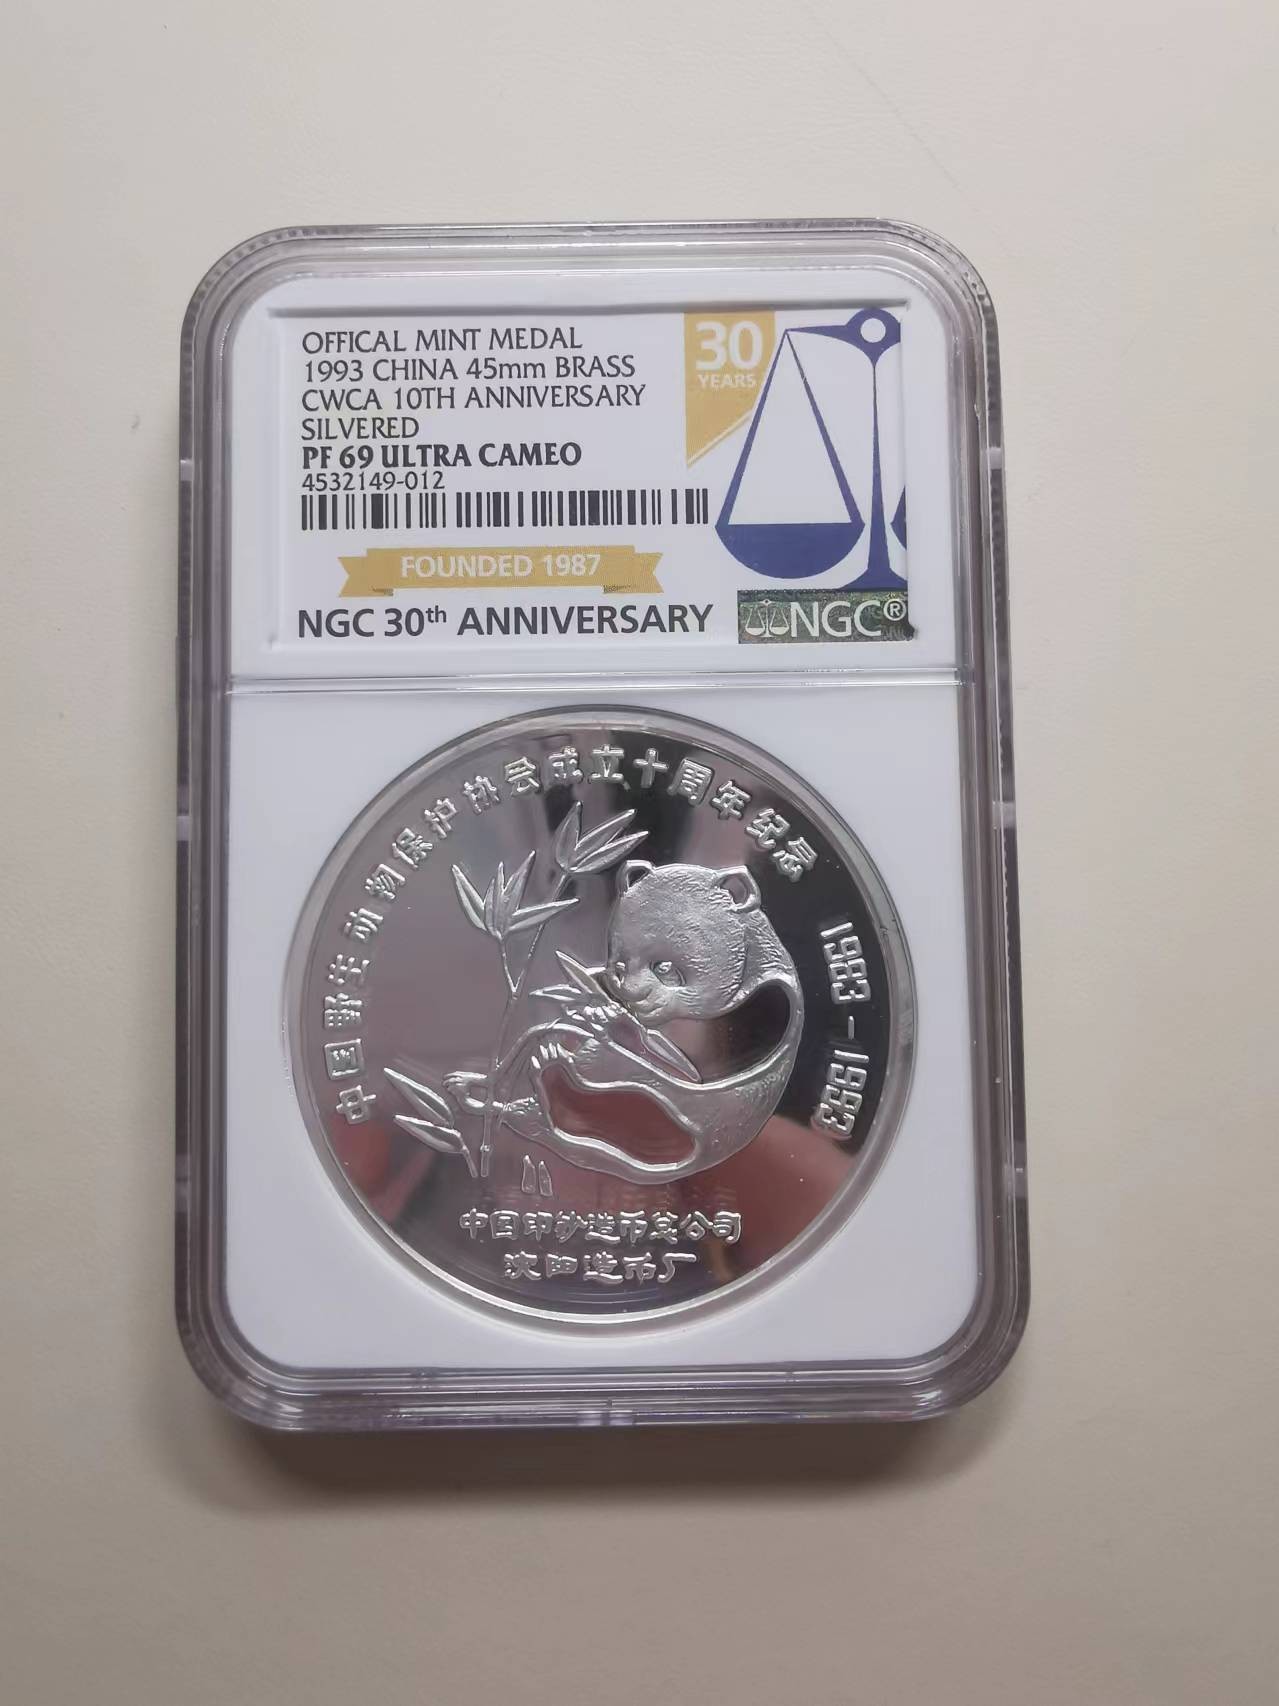 OFFICAL MINT MEDAL
1993 CHINA 45mm BRASS
CWCA 10TH ANNIVERSARY
SILVERED
PF 69 ULTRA CAMEO
4532149-012
30
YEARS
FOUNDED 1987
NGC 30th ANNIVERSARY
NGC®
中国野生动物保护协会成立十周年纪念
1983-1993
中国印钞造币总公司
沈阳造币厂